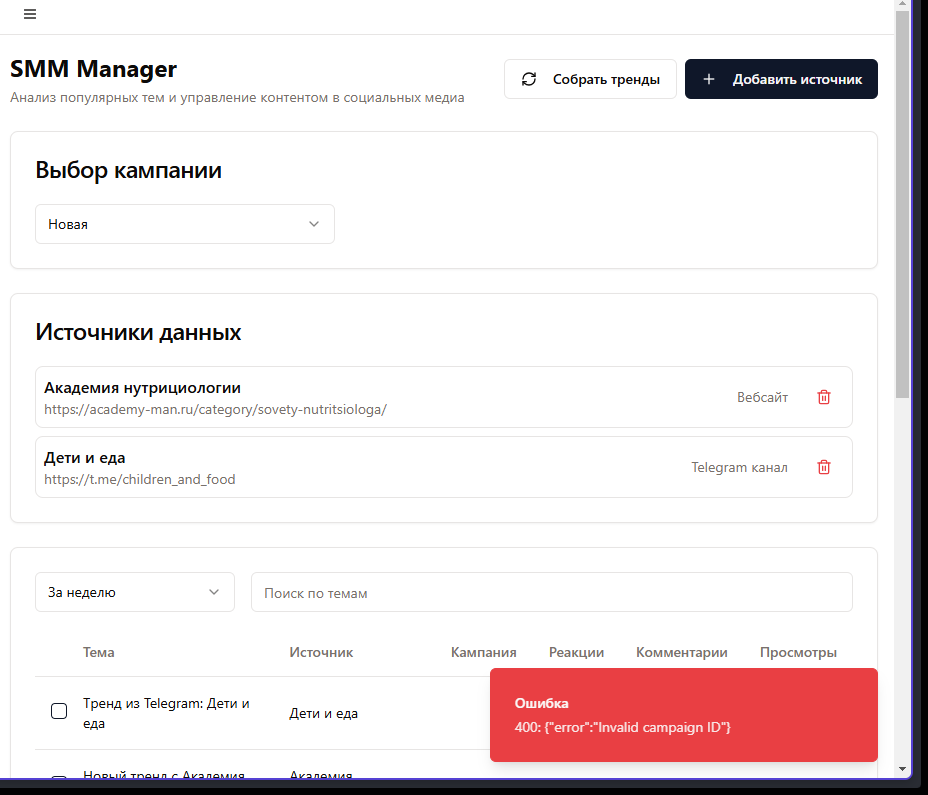 SMM Manager
Анализ популярных тем и управление контентом в социальных медиа
Собрать тренды
Добавить источник
Выбор кампании
Новая
Источники данных
Академия нутрициологии
https://academy-man.ru/category/sovety-nutritsiologa/
Вебсайт
Дети и еда
https://t.me/children_and_food
Telegram канал
За неделю
Поиск по темам
Тема Источник Кампания Реакции Комментарии Просмотры
Тренд из Telegram: Дети и
еда
Дети и еда
Ошибка
400: {"error":"Invalid campaign ID"}
Новый тренд с Академия
Академия